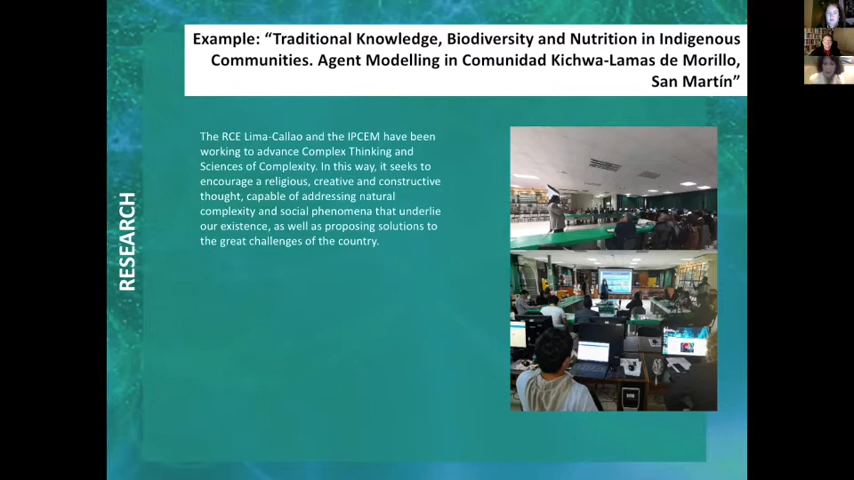 Example: “Traditional Knowledge, Biodiversity and Nutrition in Indigenous
Communities. Agent Modelling in Comunidad Kichwa-Lamas de Morillo,
San Martín”
RESEARCH
The RCE Lima-Callao and the IPCEM have been
working to advance Complex Thinking and
Sciences of Complexity. In this way, it seeks to
encourage a religious, creative and constructive
thought, capable of addressing natural
complexity and social phenomena that underlie
our existence, as well as proposing solutions to
the great challenges of the country.